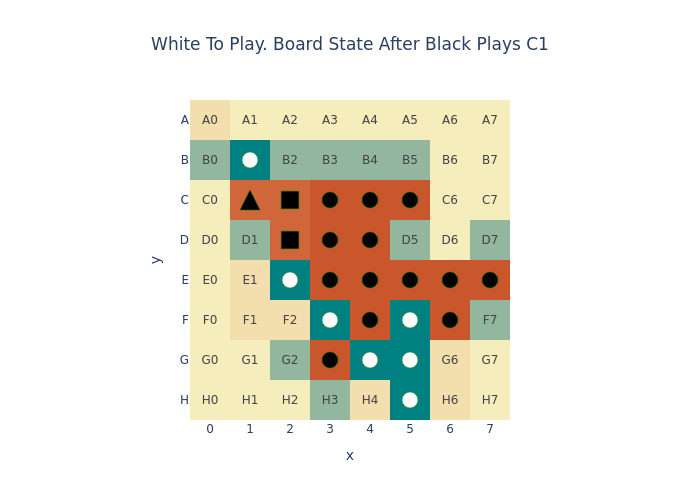 White To Play. Board State After Black Plays C1
A A0 A1 A2 A3 A4 A5 A6 A7
B B0 B2 B3 B4 B5 B6 B7
C C0 C6 C7
D D0 D1 D5 D6 D7
E E0 E1
F F0 F1 F2 F7
G G0 G1 G2 G6 G7
H H0 H1 H2 H3 H4 H6 H7
0 1 2 3 4 5 6 7
x
y